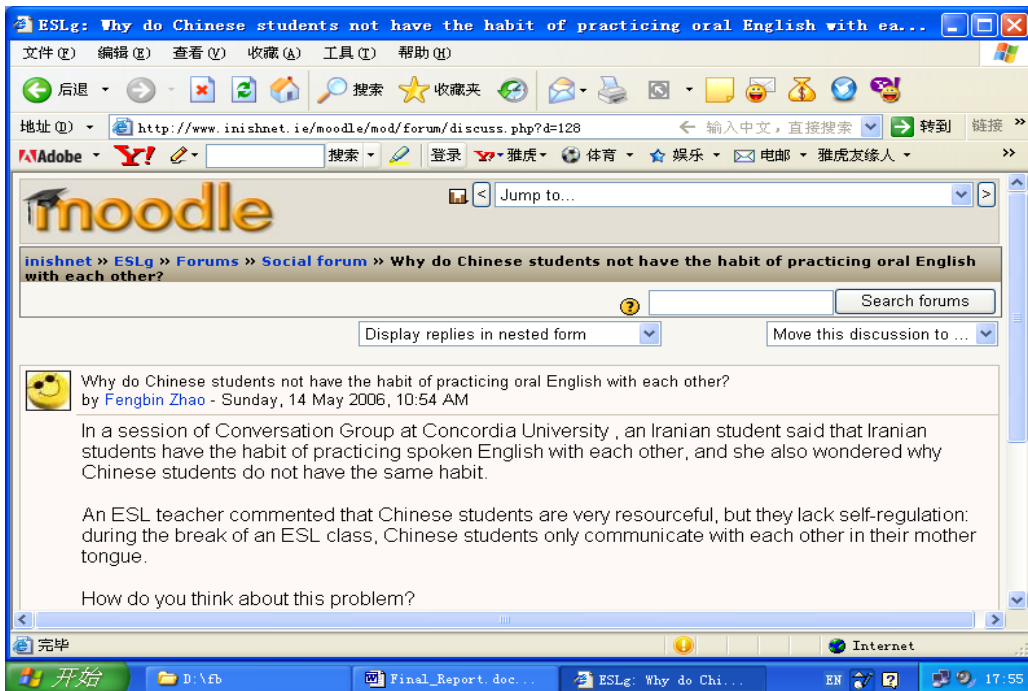 ESLg: Why do Chinese students not have the habit of practicing oral English with ea...
文件(F) 编辑(E) 查看(V) 收藏(A) 工具(T) 帮助(H)
后退 搜索 收藏夹
地址(D) http://www.inishnet.ie/moodle/mod/forum/discuss.php?d=128 ← 输入中文，直接搜索 转到 链接 »
Adobe Y! 搜索 登录 雅虎 体育 娱乐 电邮 雅虎友缘人 »
moodle < Jump to... >
inishnet » ESLg » Forums » Social forum » Why do Chinese students not have the habit of practicing oral English
with each other?
? Search forums
Display replies in nested form Move this discussion to ...
Why do Chinese students not have the habit of practicing oral English with each other?
by Fengbin Zhao - Sunday, 14 May 2006, 10:54 AM
In a session of Conversation Group at Concordia University , an Iranian student said that Iranian
students have the habit of practicing spoken English with each other, and she also wondered why
Chinese students do not have the same habit.
An ESL teacher commented that Chinese students are very resourceful, but they lack self-regulation:
during the break of an ESL class, Chinese students only communicate with each other in their mother
tongue.
How do you think about this problem?
完毕 Internet
开始 D:\fb Final_Report.doc... ESLg: Why do Chi... EN 17:55